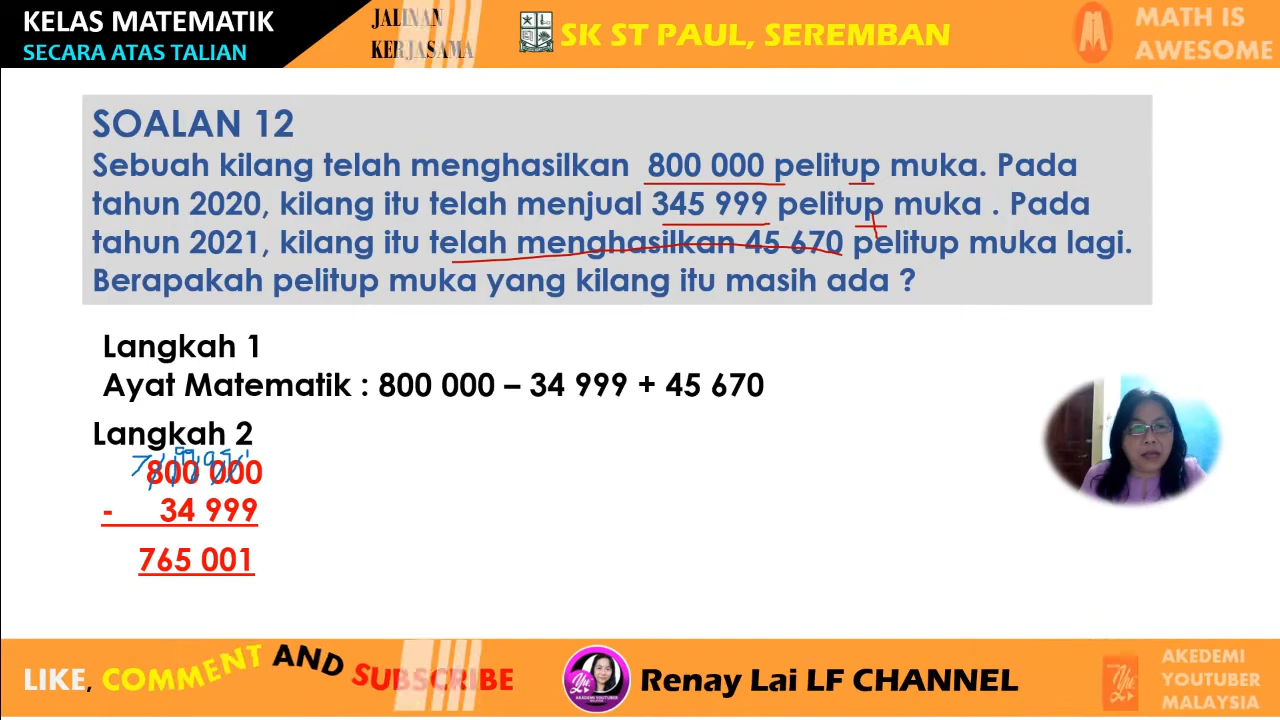 KELAS MATEMATIK
SECARA ATAS TALIAN
JALINAN
KERJASAMA
SK ST PAUL, SEREMBAN
MATH IS
AWESOME
SOALAN 12
Sebuah kilang telah menghasilkan 800 000 pelitup muka. Pada
tahun 2020, kilang itu telah menjual 345 999 pelitup muka . Pada
tahun 2021, kilang itu telah menghasilkan 45 670 pelitup muka lagi.
Berapakah pelitup muka yang kilang itu masih ada ?
Langkah 1
Ayat Matematik : 800 000 – 34 999 + 45 670
Langkah 2
800 000
- 34 999
765 001
LIKE, COMMENT AND SUBSCRIBE
Renay Lai LF CHANNEL
AKEDEMI
YOUTUBER
MALAYSIA